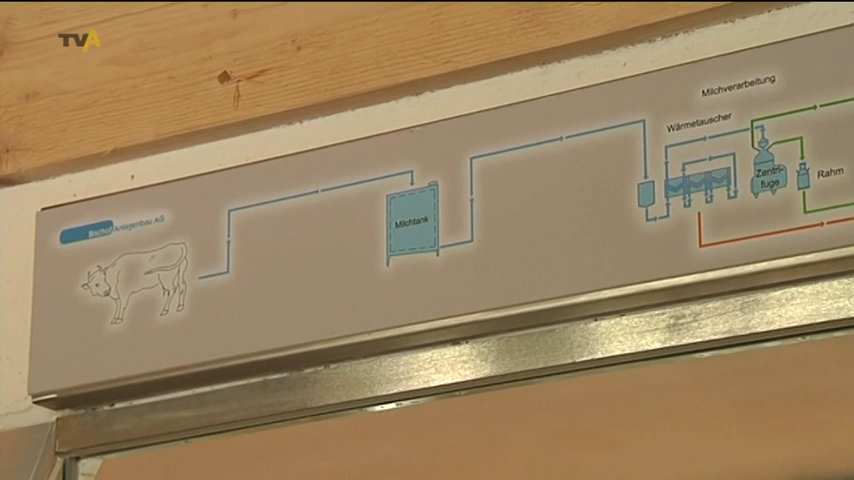 TVA
Milchverarbeitung
Wärmetauscher
Zentri-
fuge
Rahm
Milchtank
Bischof Anlagenbau AG